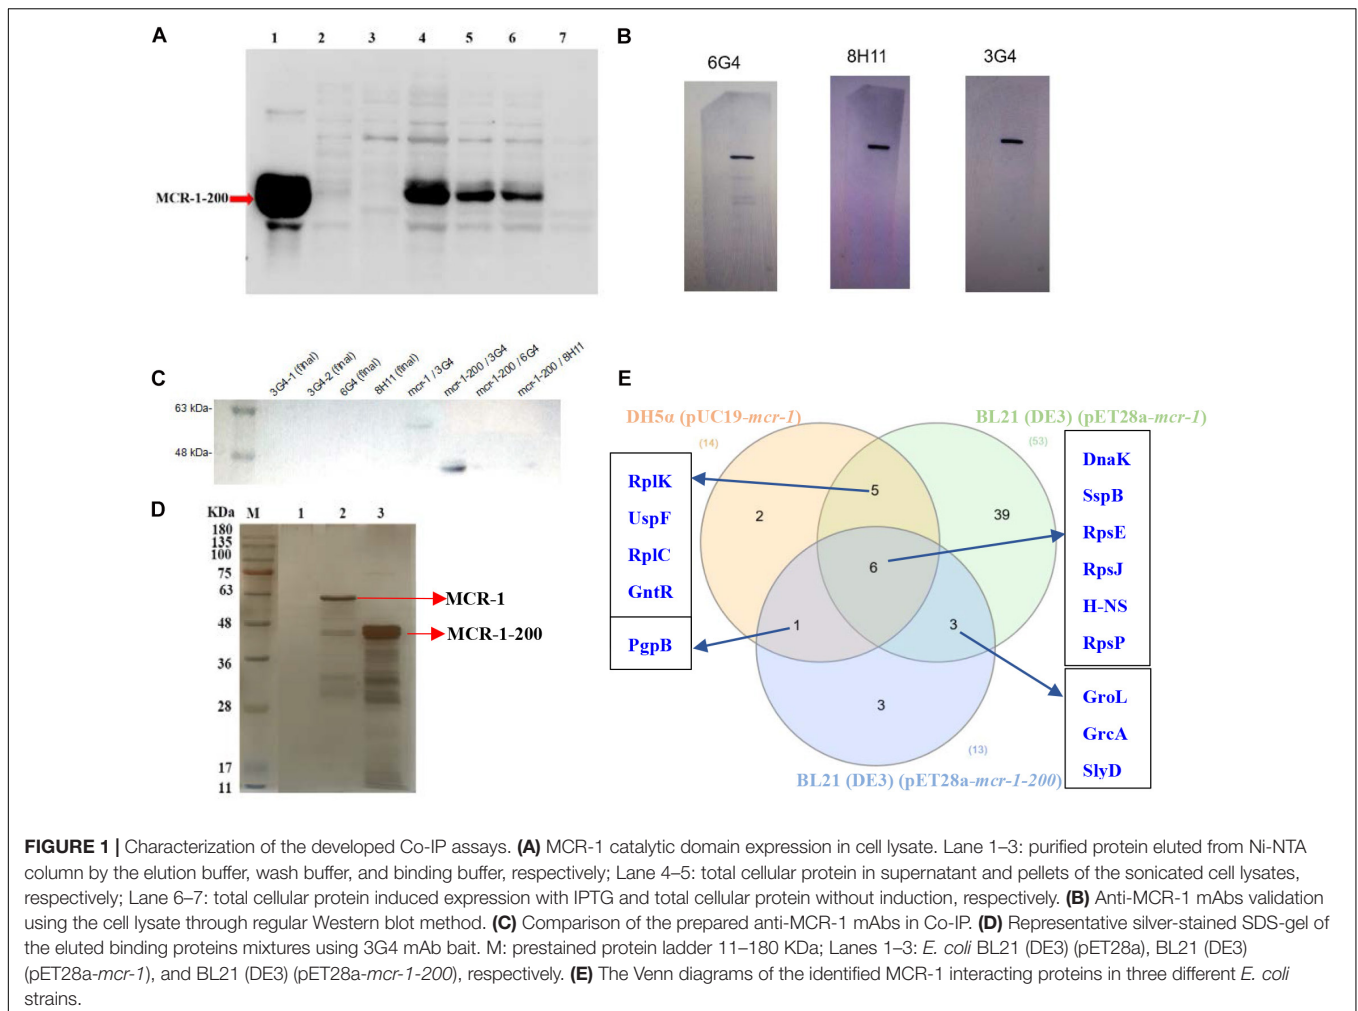 A
1 2 3 4 5 6 7
MCR-1-200
B
6G4
8H11
3G4
C
3G4-1 (final)
3G4-2 (final)
6G4 (final)
8H11 (final)
mcr-1 / 3G4
mcr-1-200 / 3G4
mcr-1-200 / 6G4
mcr-1-200 / 8H11
63 kDa-
48 kDa-
D
KDa M 1 2 3
180
135
100
75
63
48
36
28
17
11
MCR-1
MCR-1-200
E
DH5α (pUC19-mcr-1)
(14)
BL21 (DE3) (pET28a-mcr-1)
(53)
RplK
UspF
RplC
GntR
PgpB
5
2
39
6
1
3
3
DnaK
SspB
RpsE
RpsJ
H-NS
RpsP
GroL
GrcA
SlyD
(13)
BL21 (DE3) (pET28a-mcr-1-200)
FIGURE 1 | Characterization of the developed Co-IP assays. (A) MCR-1 catalytic domain expression in cell lysate. Lane 1–3: purified protein eluted from Ni-NTA
column by the elution buffer, wash buffer, and binding buffer, respectively; Lane 4–5: total cellular protein in supernatant and pellets of the sonicated cell lysates,
respectively; Lane 6–7: total cellular protein induced expression with IPTG and total cellular protein without induction, respectively. (B) Anti-MCR-1 mAbs validation
using the cell lysate through regular Western blot method. (C) Comparison of the prepared anti-MCR-1 mAbs in Co-IP. (D) Representative silver-stained SDS-gel of
the eluted binding proteins mixtures using 3G4 mAb bait. M: prestained protein ladder 11–180 KDa; Lanes 1–3: E. coli BL21 (DE3) (pET28a), BL21 (DE3)
(pET28a-mcr-1), and BL21 (DE3) (pET28a-mcr-1-200), respectively. (E) The Venn diagrams of the identified MCR-1 interacting proteins in three different E. coli
strains.